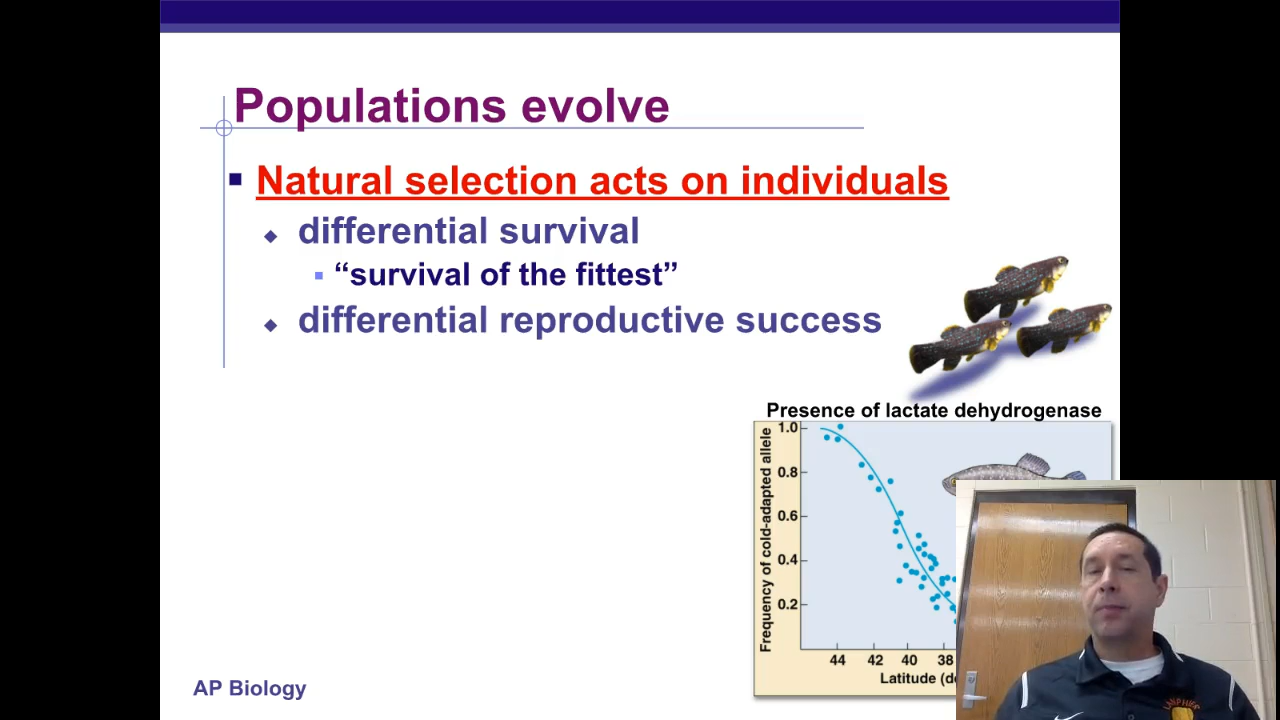 Populations evolve
Natural selection acts on individuals
differential survival
“survival of the fittest”
differential reproductive success
Presence of lactate dehydrogenase
Frequency of cold-adapted allele
1.0
0.8
0.6
0.4
0.2
44 42 40 38
Latitude
AP Biology